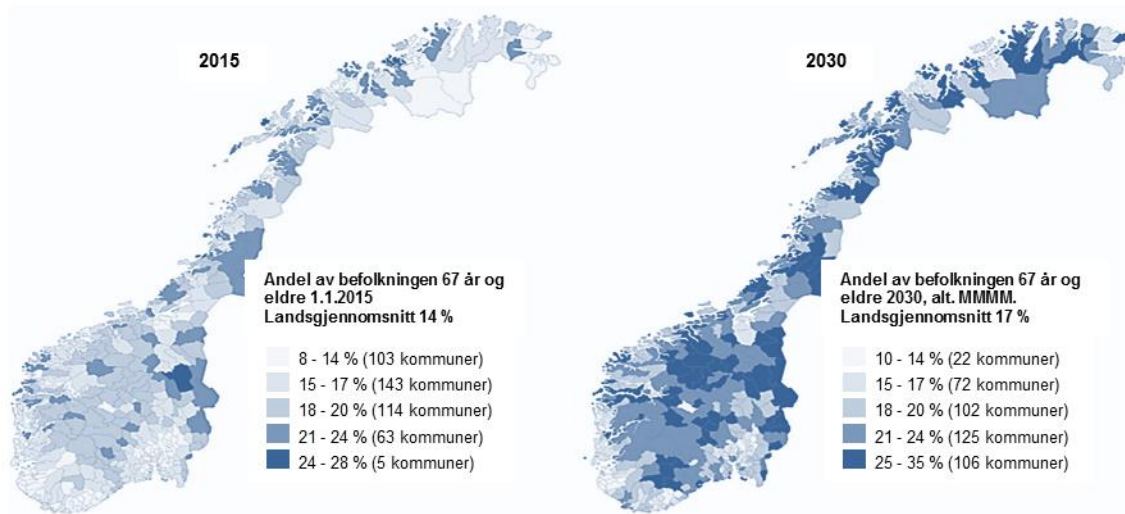 2015
Andel av befolkningen 67 år og
eldre 1.1.2015
Landsgjennomsnitt 14 %
8 - 14 % (103 kommuner)
15 - 17 % (143 kommuner)
18 - 20 % (114 kommuner)
21 - 24 % (63 kommuner)
24 - 28 % (5 kommuner)
2030
Andel av befolkningen 67 år og
eldre 2030, alt. MMMM.
Landsgjennomsnitt 17 %
10 - 14 % (22 kommuner)
15 - 17 % (72 kommuner)
18 - 20 % (102 kommuner)
21 - 24 % (125 kommuner)
25 - 35 % (106 kommuner)